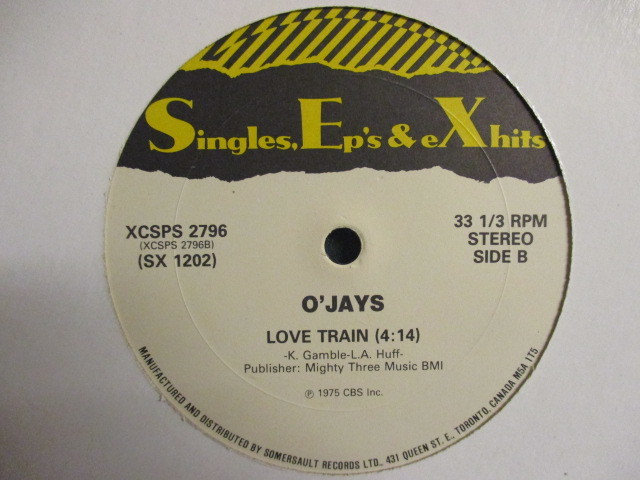 Singles, Ep's & eXhits
XCSPS 2796
(XCSPS 2796B)
(SX 1202)
33 1/3 RPM
STEREO
SIDE B
O'JAYS
LOVE TRAIN (4:14)
-K. Gamble-L.A. Huff-
Publisher: Mighty Three Music BMI
℗ 1975 CBS Inc.
MANUFACTURED AND DISTRIBUTED BY SOMERSAULT RECORDS LTD., 431 QUEEN ST. E. TORONTO, CANADA M5A 1T5